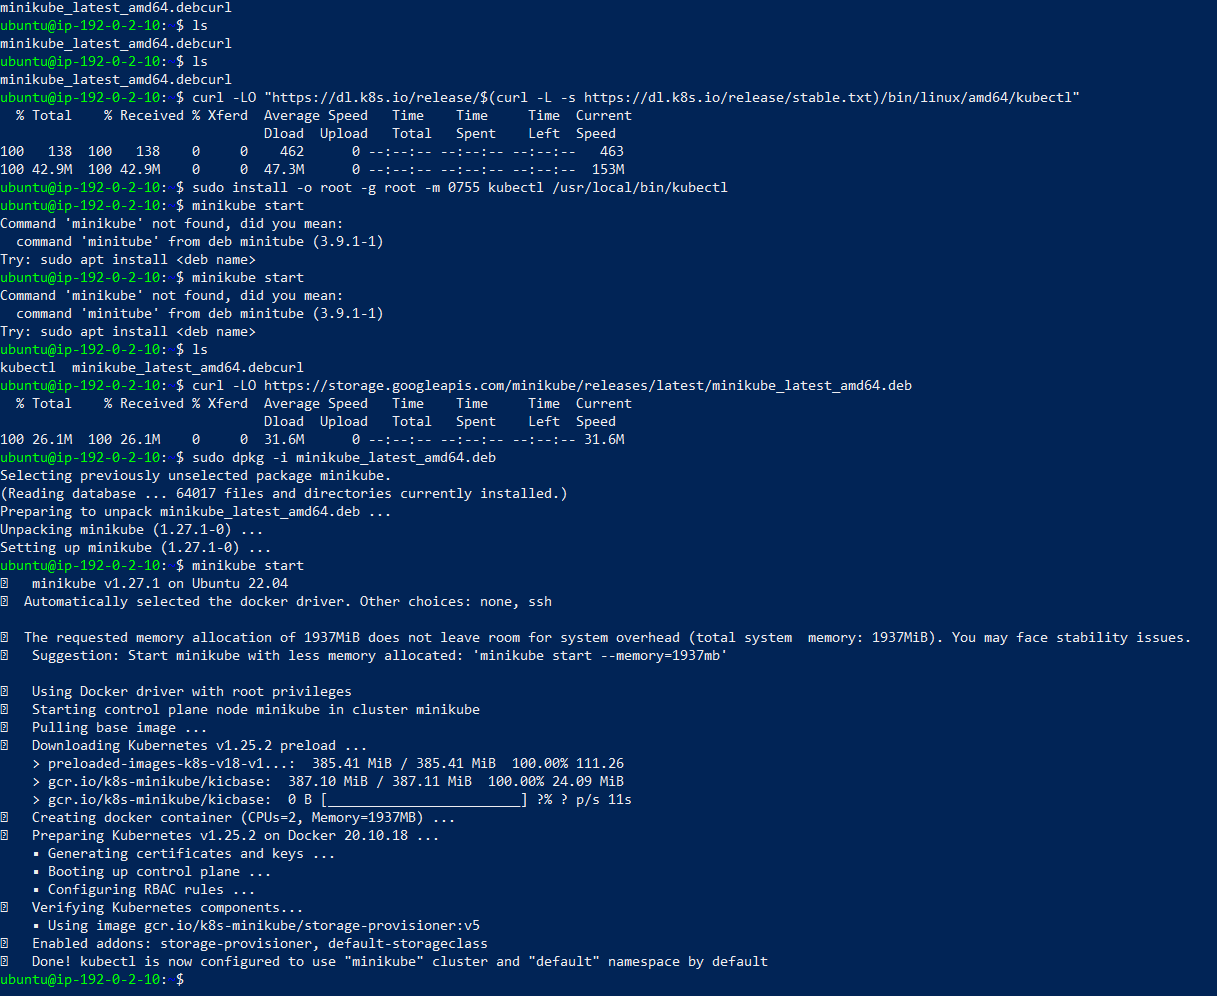 minikube_latest_amd64.debcurl
ubuntu@ip-192-0-2-10:~$ ls
minikube_latest_amd64.debcurl
ubuntu@ip-192-0-2-10:~$ ls
minikube_latest_amd64.debcurl
ubuntu@ip-192-0-2-10:~$ curl -LO "https://dl.k8s.io/release/$(curl -L -s https://dl.k8s.io/release/stable.txt)/bin/linux/amd64/kubectl"
  % Total    % Received % Xferd  Average Speed   Time    Time     Time  Current
                                 Dload  Upload   Total   Spent    Left  Speed
100   138  100   138    0     0    462      0 --:--:-- --:--:-- --:--:--   463
100 42.9M  100 42.9M    0     0  47.3M      0 --:--:-- --:--:-- --:--:--  153M
ubuntu@ip-192-0-2-10:~$ sudo install -o root -g root -m 0755 kubectl /usr/local/bin/kubectl
ubuntu@ip-192-0-2-10:~$ minikube start
Command 'minikube' not found, did you mean:
  command 'minitube' from deb minitube (3.9.1-1)
Try: sudo apt install <deb name>
ubuntu@ip-192-0-2-10:~$ minikube start
Command 'minikube' not found, did you mean:
  command 'minitube' from deb minitube (3.9.1-1)
Try: sudo apt install <deb name>
ubuntu@ip-192-0-2-10:~$ ls
kubectl  minikube_latest_amd64.debcurl
ubuntu@ip-192-0-2-10:~$ curl -LO https://storage.googleapis.com/minikube/releases/latest/minikube_latest_amd64.deb
  % Total    % Received % Xferd  Average Speed   Time    Time     Time  Current
                                 Dload  Upload   Total   Spent    Left  Speed
100 26.1M  100 26.1M    0     0  31.6M      0 --:--:-- --:--:-- --:--:-- 31.6M
ubuntu@ip-192-0-2-10:~$ sudo dpkg -i minikube_latest_amd64.deb
Selecting previously unselected package minikube.
(Reading database ... 64017 files and directories currently installed.)
Preparing to unpack minikube_latest_amd64.deb ...
Unpacking minikube (1.27.1-0) ...
Setting up minikube (1.27.1-0) ...
ubuntu@ip-192-0-2-10:~$ minikube start
minikube v1.27.1 on Ubuntu 22.04
Automatically selected the docker driver. Other choices: none, ssh
The requested memory allocation of 1937MiB does not leave room for system overhead (total system  memory: 1937MiB). You may face stability issues.
Suggestion: Start minikube with less memory allocated: 'minikube start --memory=1937mb'
Using Docker driver with root privileges
Starting control plane node minikube in cluster minikube
Pulling base image ...
Downloading Kubernetes v1.25.2 preload ...
    > preloaded-images-k8s-v18-v1...:  385.41 MiB / 385.41 MiB  100.00% 111.26
    > gcr.io/k8s-minikube/kicbase:  387.10 MiB / 387.11 MiB  100.00% 24.09 MiB
    > gcr.io/k8s-minikube/kicbase:  0 B [________________________] ?% ? p/s 11s
Creating docker container (CPUs=2, Memory=1937MB) ...
Preparing Kubernetes v1.25.2 on Docker 20.10.18 ...
    ▪ Generating certificates and keys ...
    ▪ Booting up control plane ...
    ▪ Configuring RBAC rules ...
Verifying Kubernetes components...
    ▪ Using image gcr.io/k8s-minikube/storage-provisioner:v5
Enabled addons: storage-provisioner, default-storageclass
Done! kubectl is now configured to use "minikube" cluster and "default" namespace by default
ubuntu@ip-192-0-2-10:~$